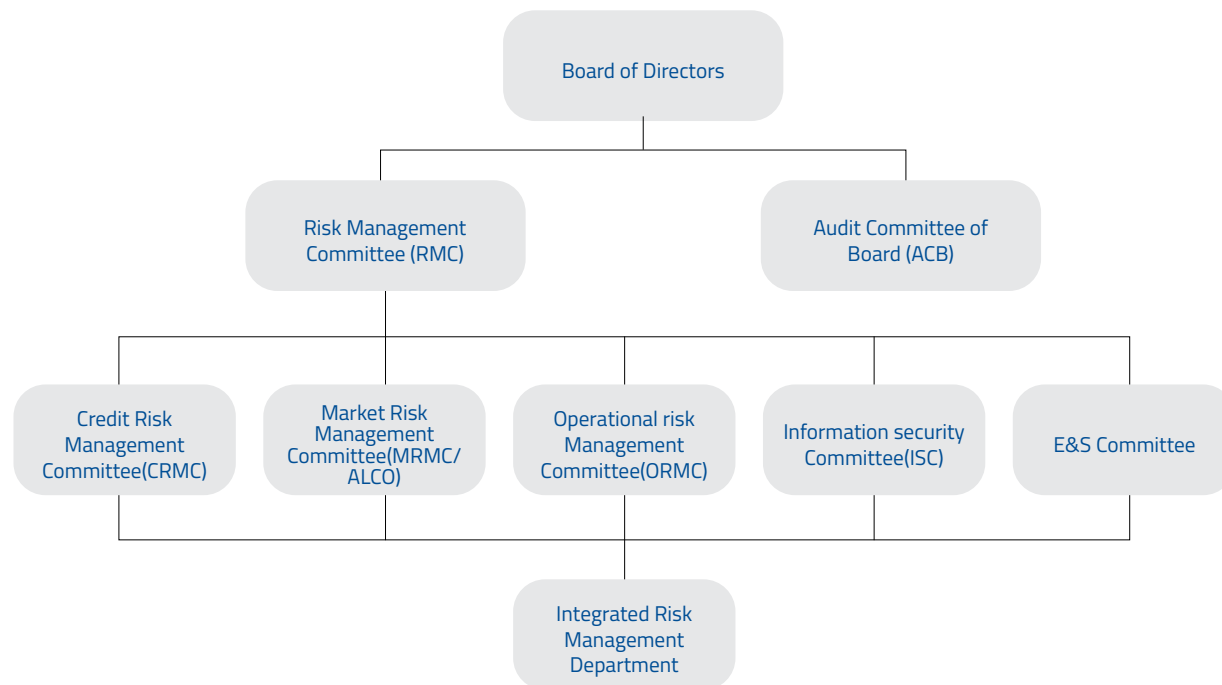 Board of Directors
Risk Management
Committee (RMC)
Audit Committee of
Board (ACB)
Credit Risk
Management
Committee(CRMC)
Market Risk
Management
Committee(MRMC/
ALCO)
Operational risk
Management
Committee(ORMC)
Information security
Committee(ISC)
E&S Committee
Integrated Risk
Management
Department